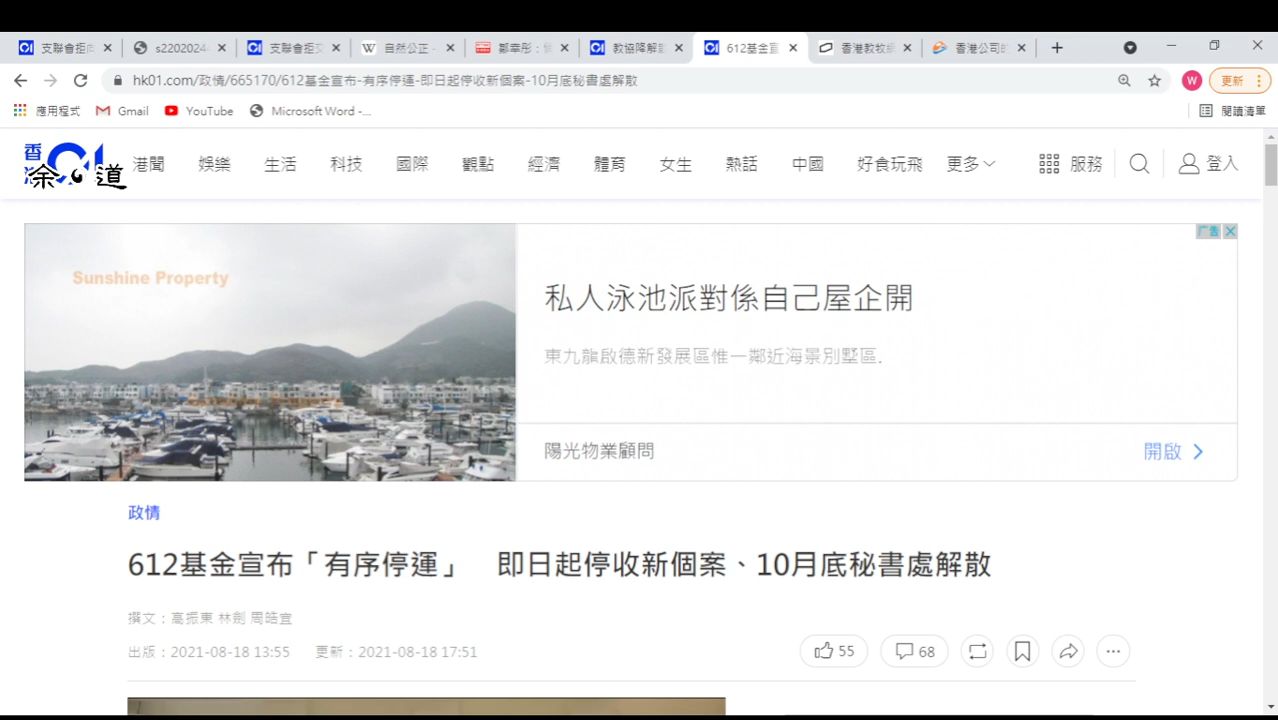 支聯會拒
s2202024
支聯會拒
自然公正 -
鄒幸彤:
教協降解
612基金宣
香港教牧
香港公司
hk01.com/政情/665170/612基金宣布-有序停運-即日起停收新個案-10月底秘書處解散
W
更新
應用程式
Gmail
YouTube
Microsoft Word -...
閱讀清單
香
01
余心道
港聞
娛樂
生活
科技
國際
觀點
經濟
體育
女生
熱話
中國
好食玩飛
更多
服務
登入
Sunshine Property
广告
私人泳池派對係自己屋企開
東九龍啟德新發展區惟一鄰近海景別墅區.
陽光物業顧問
開啟
政情
612基金宣布「有序停運」 即日起停收新個案、10月底秘書處解散
撰文:高振東 林劍 周皓宜
出版:2021-08-18 13:55 更新:2021-08-18 17:51
55
68